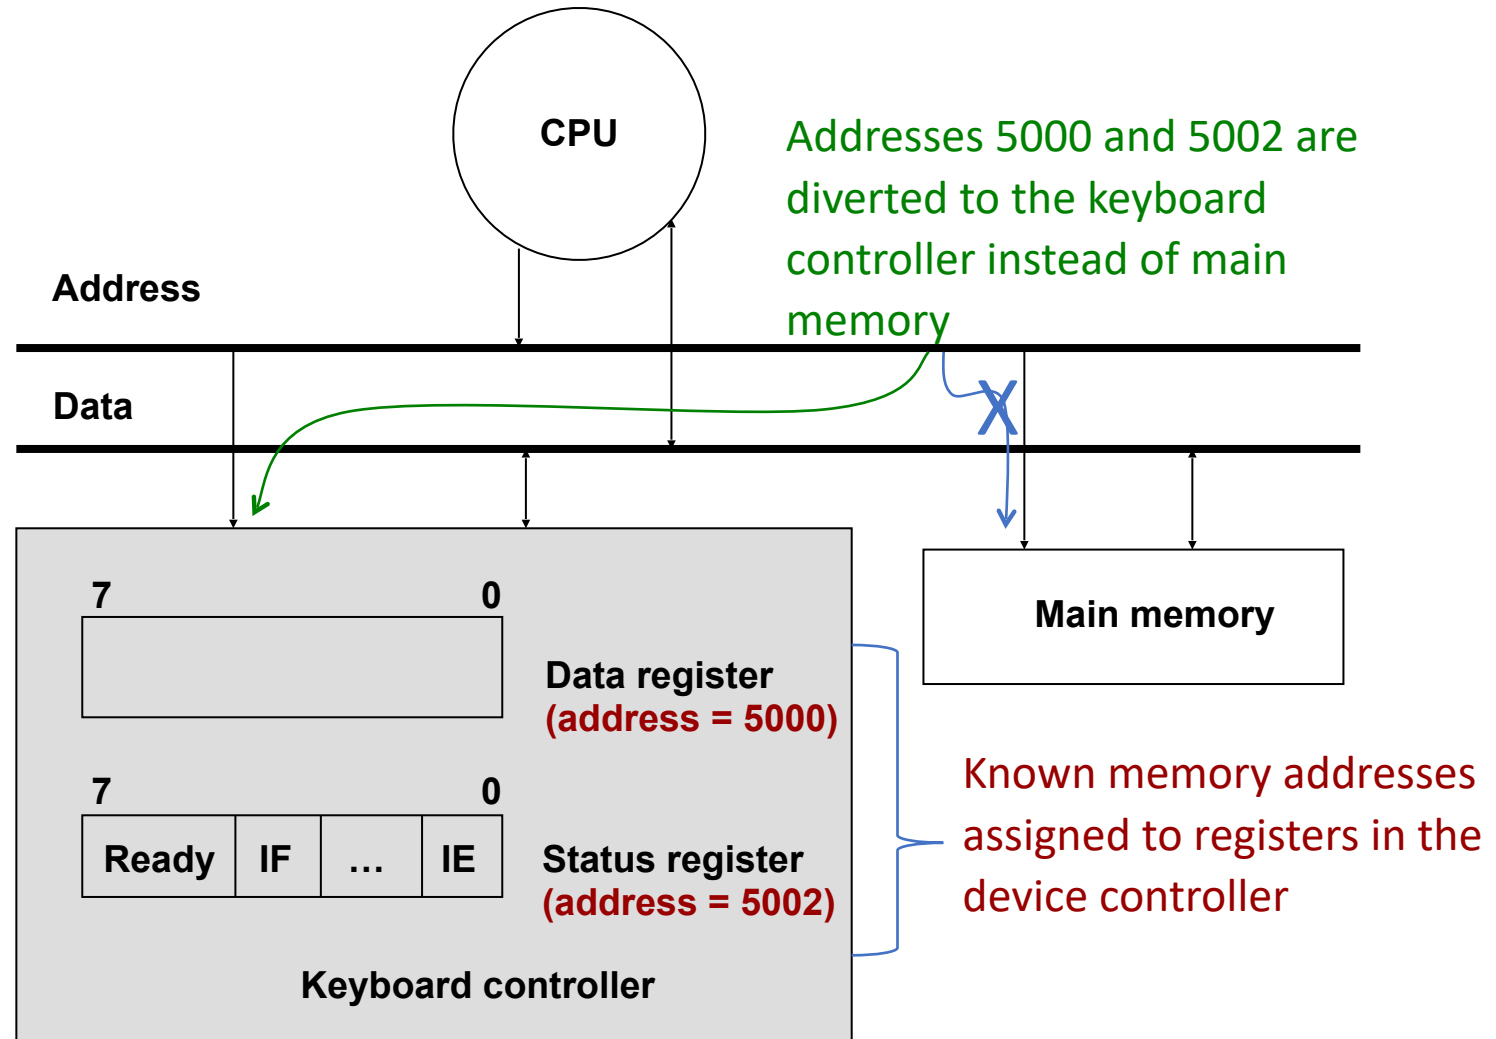 CPU
Addresses 5000 and 5002 are
diverted to the keyboard
controller instead of main
memory
Address
Data
X
7 0
Data register
(address = 5000)
7 0
Ready IF … IE
Status register
(address = 5002)
Keyboard controller
Main memory
Known memory addresses
assigned to registers in the
device controller